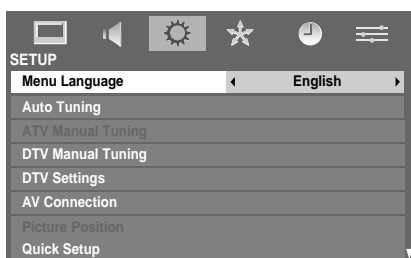 SETUP
Menu Language English
Auto Tuning
ATV Manual Tuning
DTV Manual Tuning
DTV Settings
AV Connection
Picture Position
Quick Setup